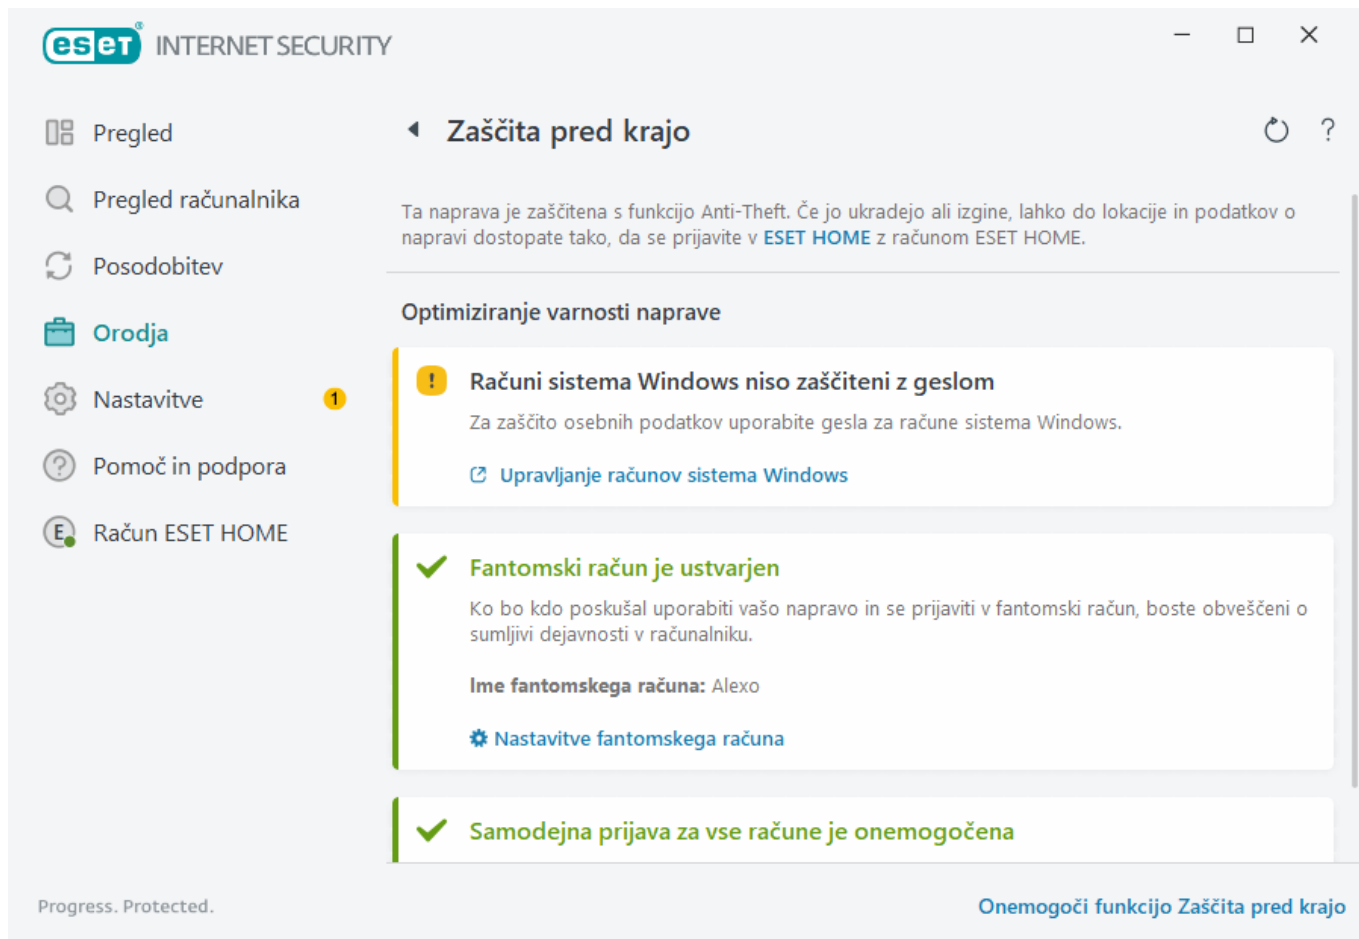 eset® INTERNET SECURITY
Pregled
Pregled računalnika
Posodobitev
Orodja
Nastavitve 1
Pomoč in podpora
E Račun ESET HOME
Zaščita pred krajo ?
Ta naprava je zaščitena s funkcijo Anti-Theft. Če jo ukradejo ali izgine, lahko do lokacije in podatkov o
napravi dostopate tako, da se prijavite v ESET HOME z računom ESET HOME.
Optimiziranje varnosti naprave
! Računi sistema Windows niso zaščiteni z geslom
Za zaščito osebnih podatkov uporabite gesla za račune sistema Windows.
Upravljanje računov sistema Windows
Fantomski račun je ustvarjen
Ko bo kdo poskušal uporabiti vašo napravo in se prijaviti v fantomski račun, boste obveščeni o
sumljivi dejavnosti v računalniku.
Ime fantomskega računa: Alexo
Nastavitve fantomskega računa
Samodejna prijava za vse račune je onemogočena
Progress. Protected.
Onemogoči funkcijo Zaščita pred krajo